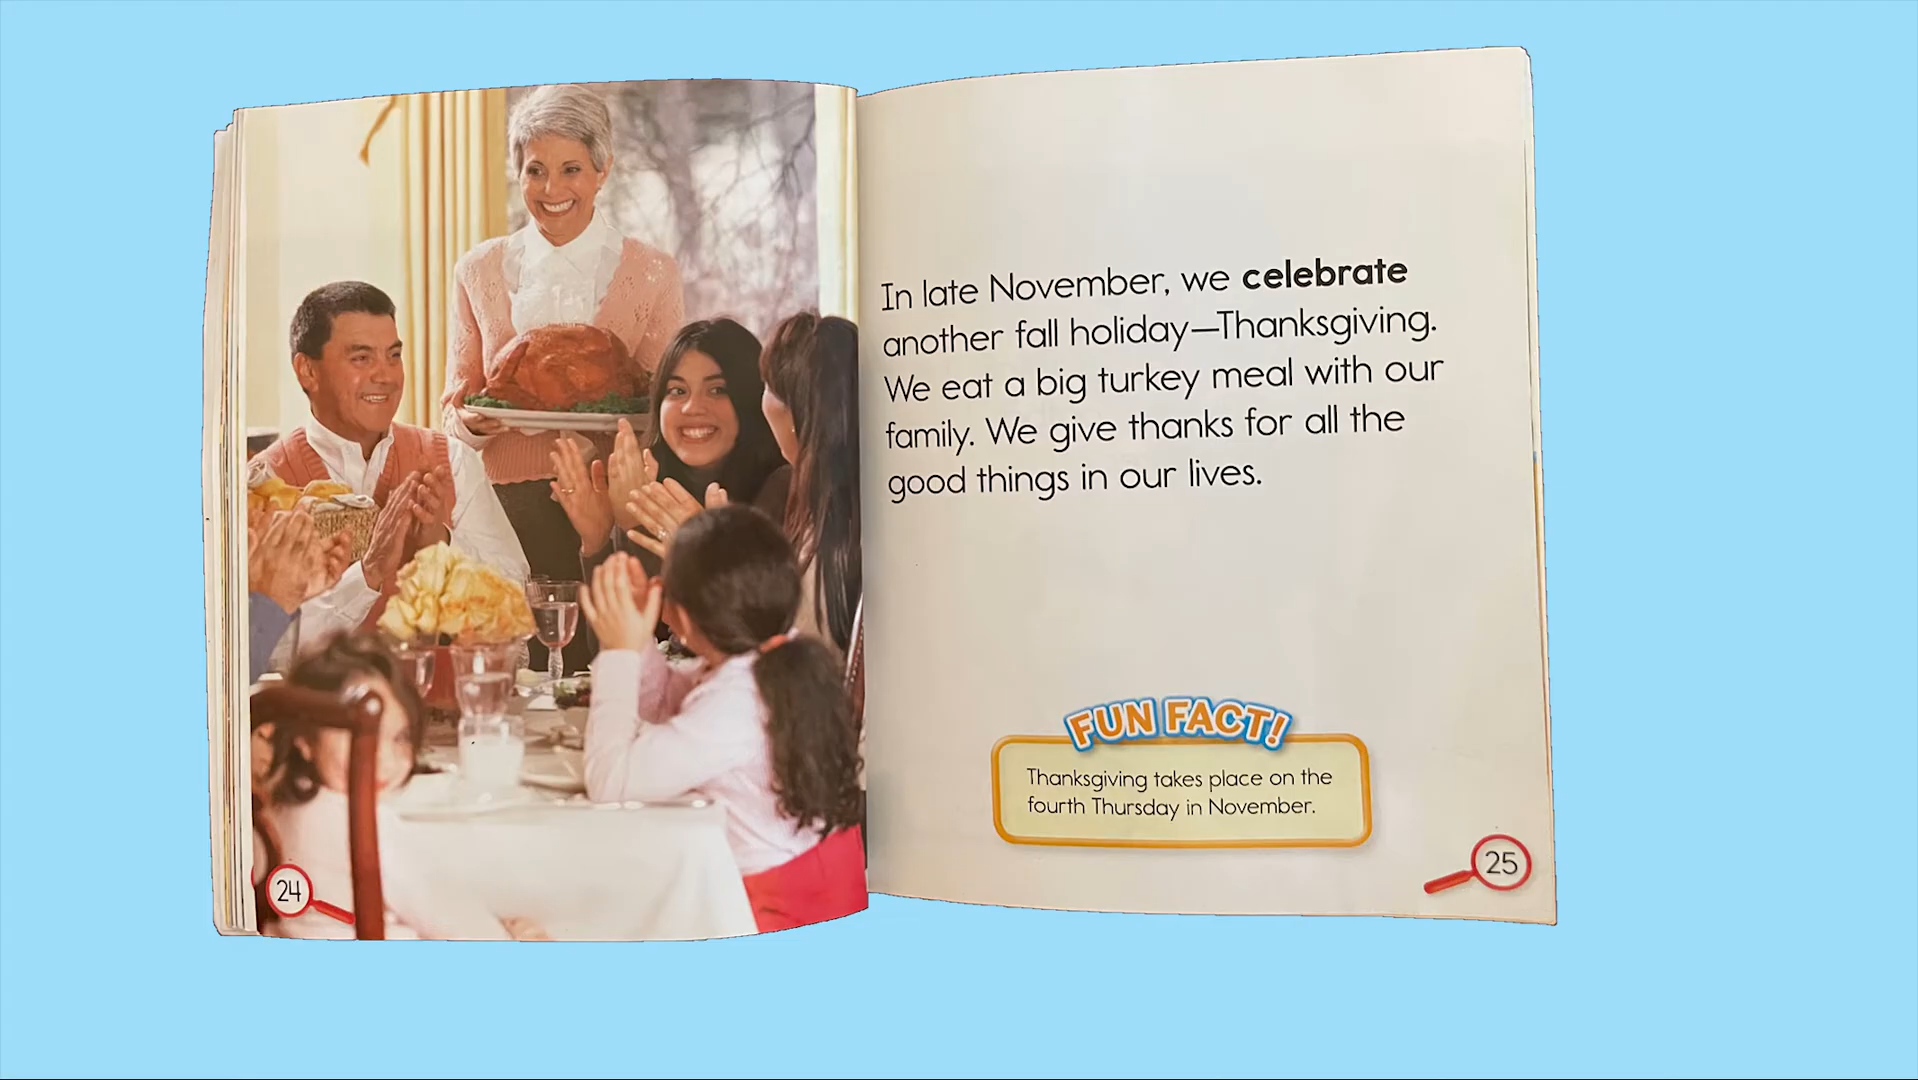 In late November, we celebrate
another fall holiday—Thanksgiving.
We eat a big turkey meal with our
family. We give thanks for all the
good things in our lives.
FUN FACT!
Thanksgiving takes place on the
fourth Thursday in November.
24
25